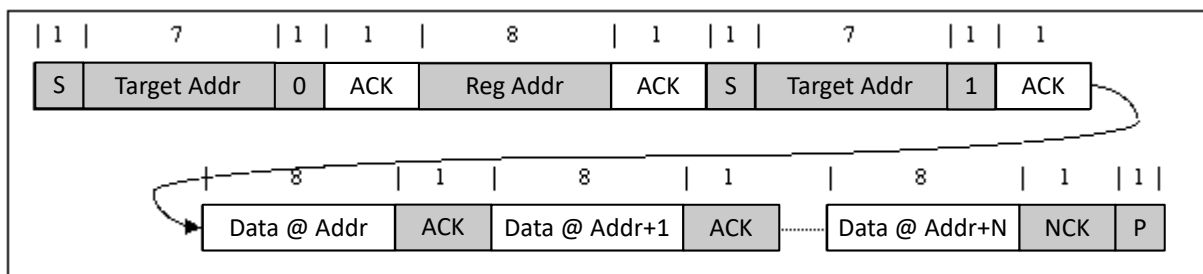 | 1 | 7 | 1 | 1 | 8 | 1 | 1 | 7 | 1 | 1
S Target Addr 0 ACK Reg Addr ACK S Target Addr 1 ACK
| 8 | 1 | 8 | 1 | 8 | 1 | 1 |
Data @ Addr ACK Data @ Addr+1 ACK Data @ Addr+N NCK P